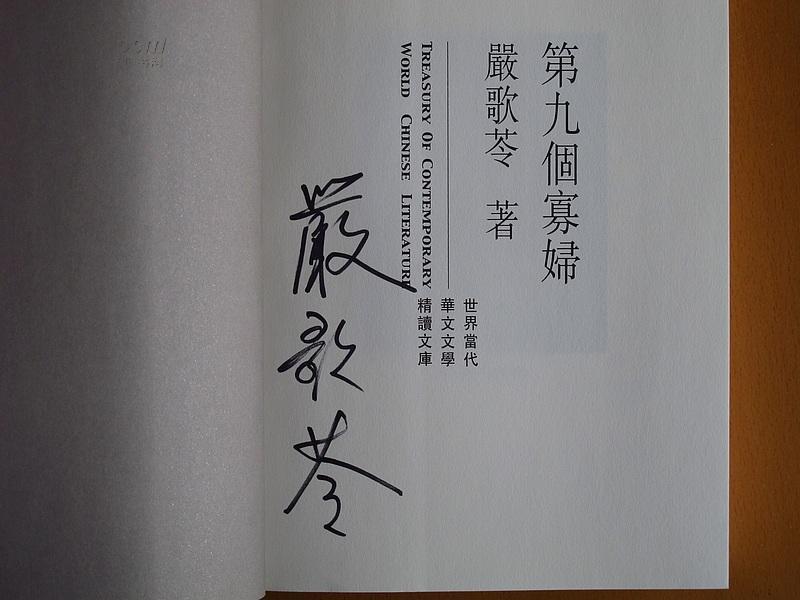 第九個寡婦
嚴歌苓 著
TREASURY OF CONTEMPORARY
WORLD CHINESE LITERATURE
世界當代
華文文學
精讀文庫
嚴歌苓